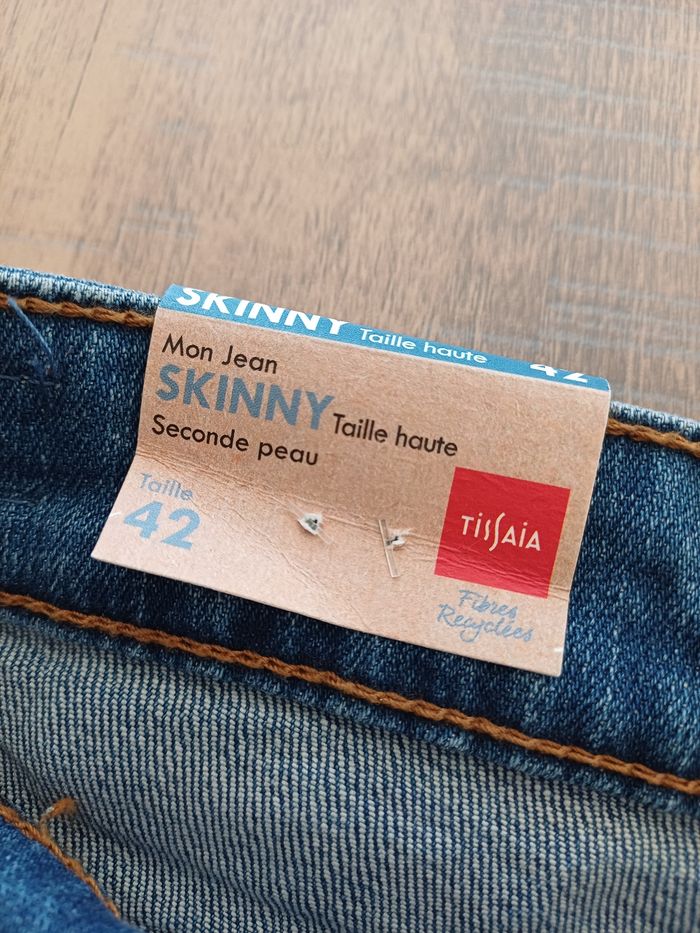 SKINNY Taille haute 42
Mon Jean
SKINNY Taille haute
Seconde peau
Taille
42
TISSAIA
Fibres
Recyclées